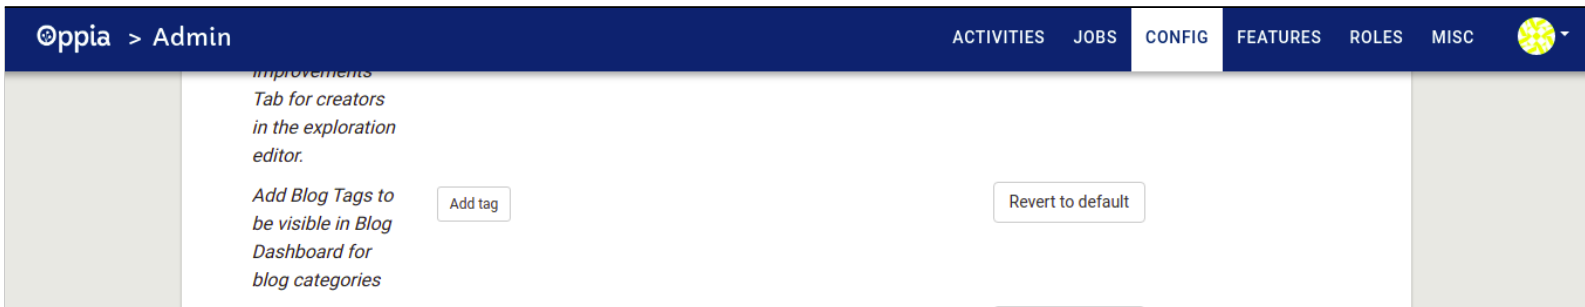 Oppia > Admin
ACTIVITIES JOBS CONFIG FEATURES ROLES MISC
improvements
Tab for creators
in the exploration
editor.
Add Blog Tags to
be visible in Blog
Dashboard for
blog categories
Add tag
Revert to default